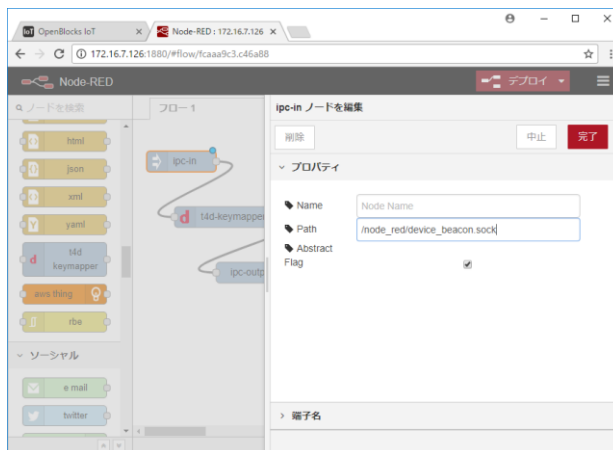 OpenBlocks IoT
Node-RED : 172.16.7.126
172.16.7.126:1880/#flow/fcaaa9c3.c46a88
Node-RED
デプロイ
ノードを検索
html
json
xml
yaml
t4d
keymapper
aws thing
rbe
ソーシャル
e mail
twitter
フロー 1
ipc-in
t4d-keymapper
ipc-outp
ipc-in ノードを編集
削除
中止
完了
プロパティ
Name
Node Name
Path
/node_red/device_beacon.sock
Abstract
Flag
端子名